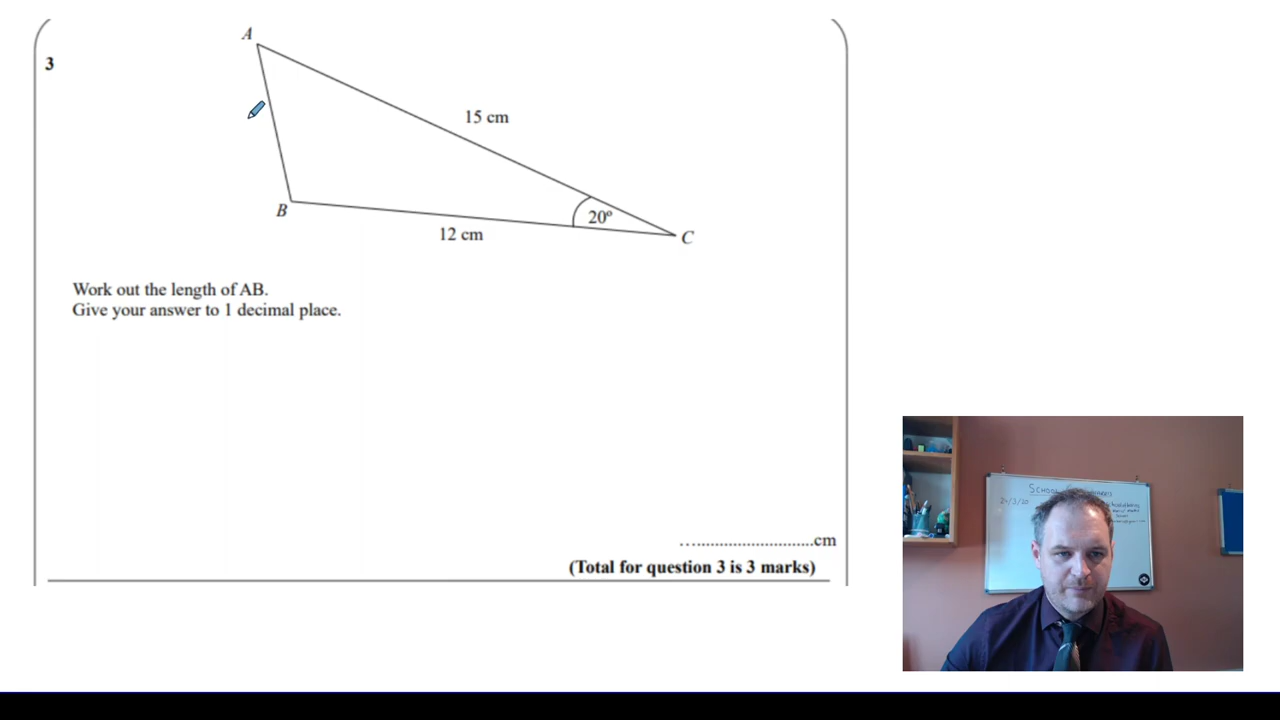 A
3
15 cm
B
20º
12 cm
C
Work out the length of AB.
Give your answer to 1 decimal place.
..............................cm
(Total for question 3 is 3 marks)